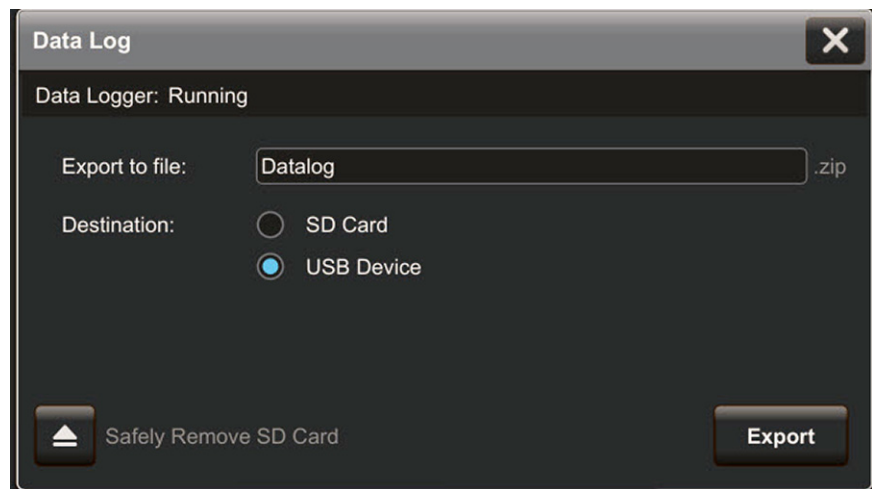 Data Log
Data Logger: Running
Export to file: Datalog .zip
Destination: SD Card
USB Device
Safely Remove SD Card Export